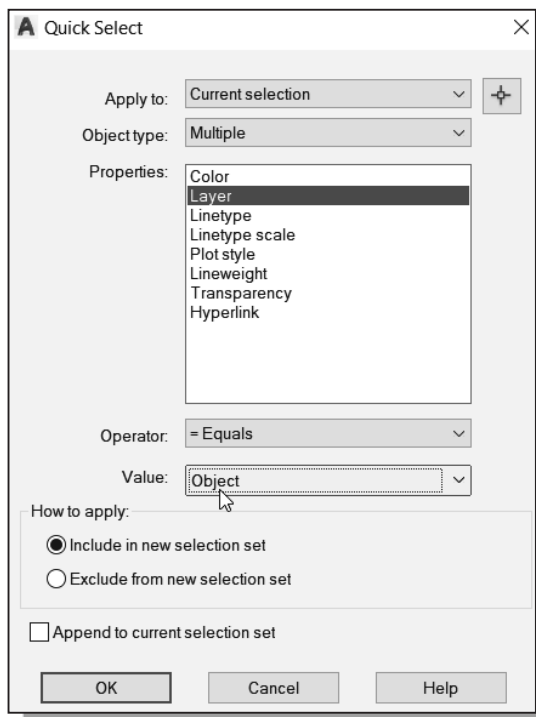 Quick Select
Apply to: Current selection
Object type: Multiple
Properties: Color
Layer
Linetype
Linetype scale
Plot style
Lineweight
Transparency
Hyperlink
Operator: = Equals
Value: Object
How to apply:
Include in new selection set
Exclude from new selection set
Append to current selection set
OK Cancel Help